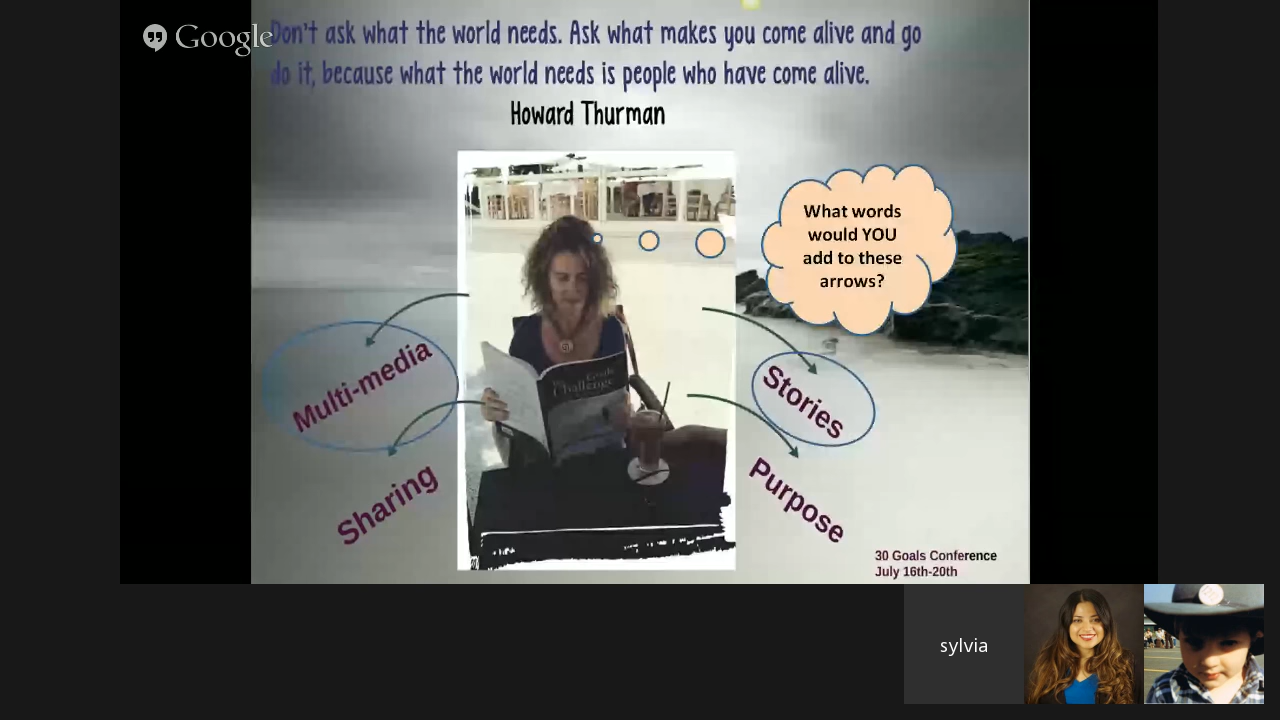 Google
Don't ask what the world needs. Ask what makes you come alive and go
do it, because what the world needs is people who have come alive.
Howard Thurman
What words
would YOU
add to these
arrows?
Multi-media
Stories
Goals
Challenge
Sharing
Purpose
30 Goals Conference
July 16th-20th
sylvia